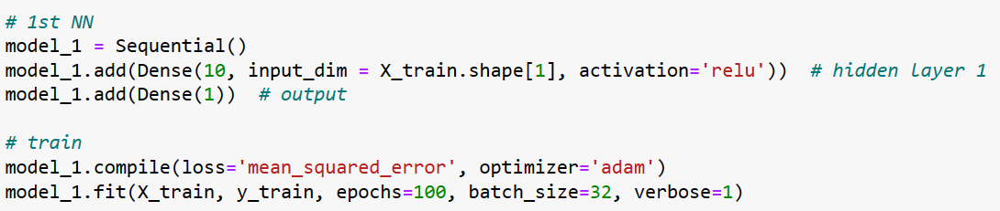 # 1st NN
model_1 = Sequential()
model_1.add(Dense(10, input_dim = X_train.shape[1], activation='relu'))  # hidden layer 1
model_1.add(Dense(1))  # output
# train
model_1.compile(loss='mean_squared_error', optimizer='adam')
model_1.fit(X_train, y_train, epochs=100, batch_size=32, verbose=1)